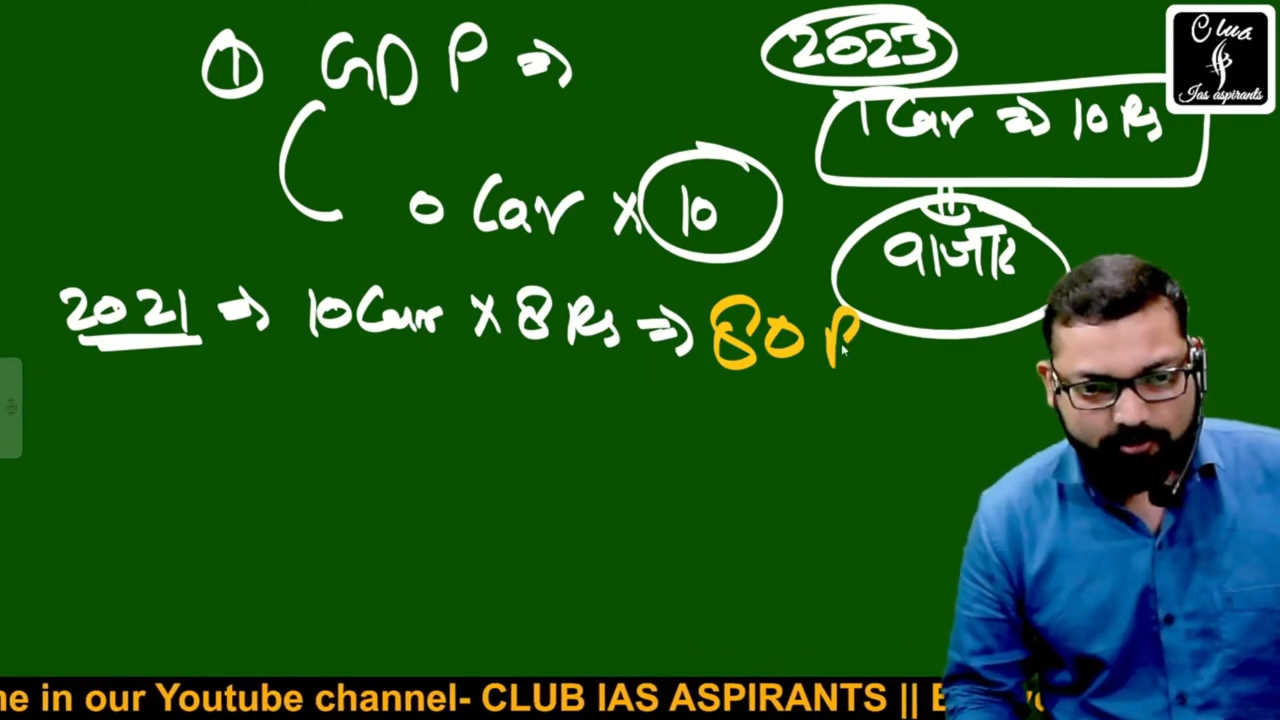 ① GDP ⇒
2023
1 Car ⇒ 10 Rs
0 Car × 10
बाजार
2021 ⇒ 10 Car × 8 Rs ⇒ 80 R
Club
Ias aspirants
ne in our Youtube channel- CLUB IAS ASPIRANTS ||